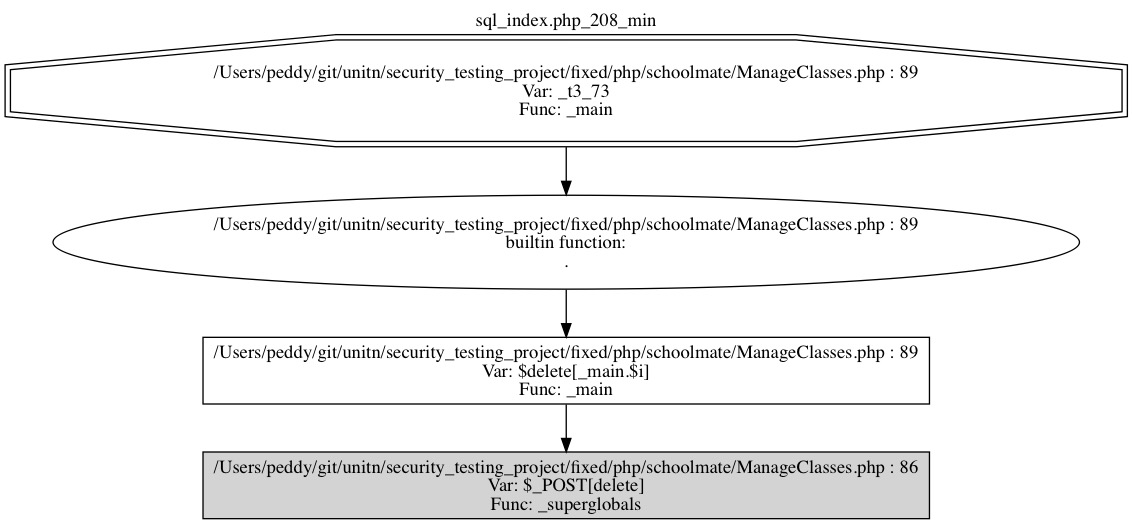 sql_index.php_208_min
/Users/peddy/git/unitn/security_testing_project/fixed/php/schoolmate/ManageClasses.php : 89
Var: _t3_73
Func: _main
/Users/peddy/git/unitn/security_testing_project/fixed/php/schoolmate/ManageClasses.php : 89
builtin function:
.
/Users/peddy/git/unitn/security_testing_project/fixed/php/schoolmate/ManageClasses.php : 89
Var: $delete[_main.$i]
Func: _main
/Users/peddy/git/unitn/security_testing_project/fixed/php/schoolmate/ManageClasses.php : 86
Var: $_POST[delete]
Func: _superglobals